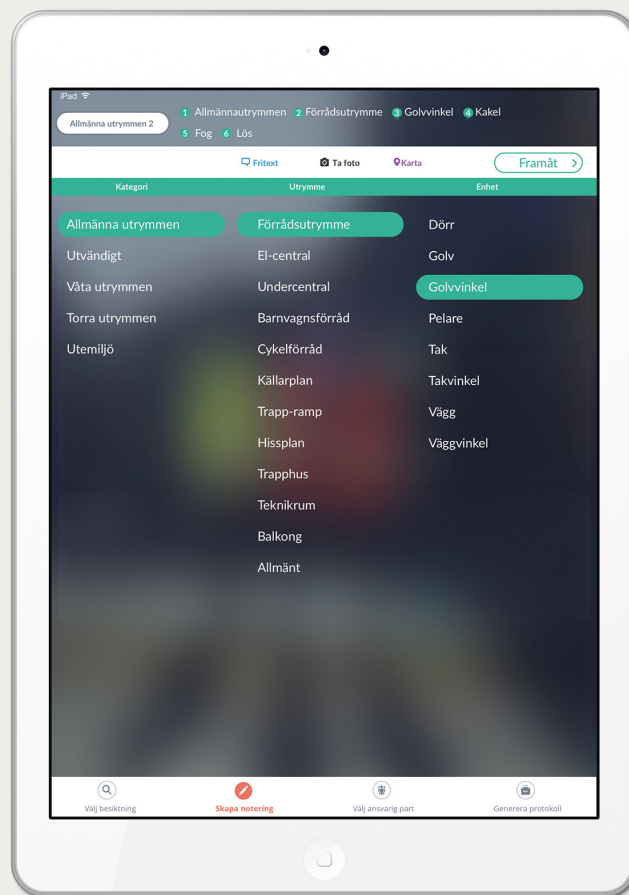 iPad
Allmänna utrymmen 2
1 Allmännautrymmen 2 Förrådsutrymme 3 Golvvinkel 4 Kakel
5 Fog 6 Lös
Fritext Ta foto Karta Framåt
Kategori Utrymme Enhet
Allmänna utrymmen Förrådsutrymme Dörr
Utvändigt El-central Golv
Våta utrymmen Undercentral Golvvinkel
Torra utrymmen Barnvagnsförråd Pelare
Utemiljö Cykelförråd Tak
Källarplan Takvinkel
Trapp-ramp Vägg
Hissplan Väggvinkel
Trapphus
Teknikrum
Balkong
Allmänt
Välj besiktning Skapa notering Välj ansvarig part Generera protokoll